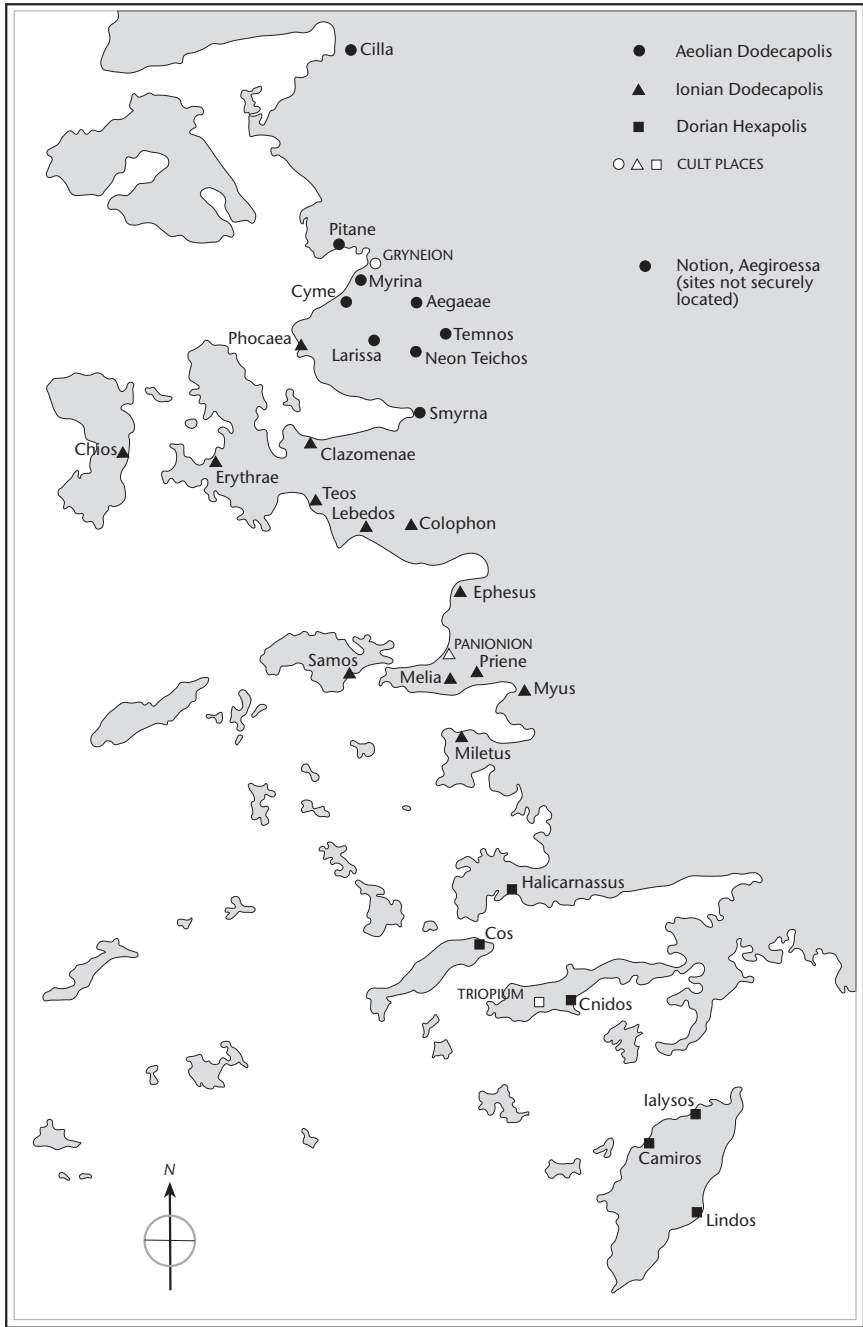 Cilla
Aeolian Dodecapolis
Ionian Dodecapolis
Dorian Hexapolis
CULT PLACES
Pitane
GRYNEION
Notion, Aegiroessa
(sites not securely
located)
Myrina
Cyme
Aegaeae
Phocaea
Temnos
Larissa
Neon Teichos
Smyrna
Chios
Clazomenae
Erythrae
Teos
Lebedos
Colophon
Ephesus
PANIONION
Samos
Priene
Melia
Myus
Miletus
Halicarnassus
Cos
TRIOPIUM
Cnidos
Ialysos
Camiros
N
Lindos